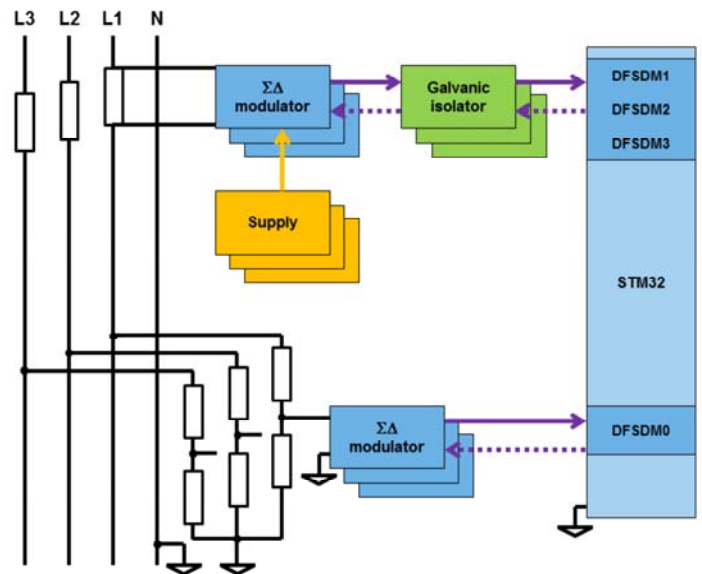 L3 L2 L1 N
ΣΔ
modulator
Galvanic
isolator
DFSDM1
DFSDM2
DFSDM3
Supply
STM32
ΣΔ
modulator
DFSDM0